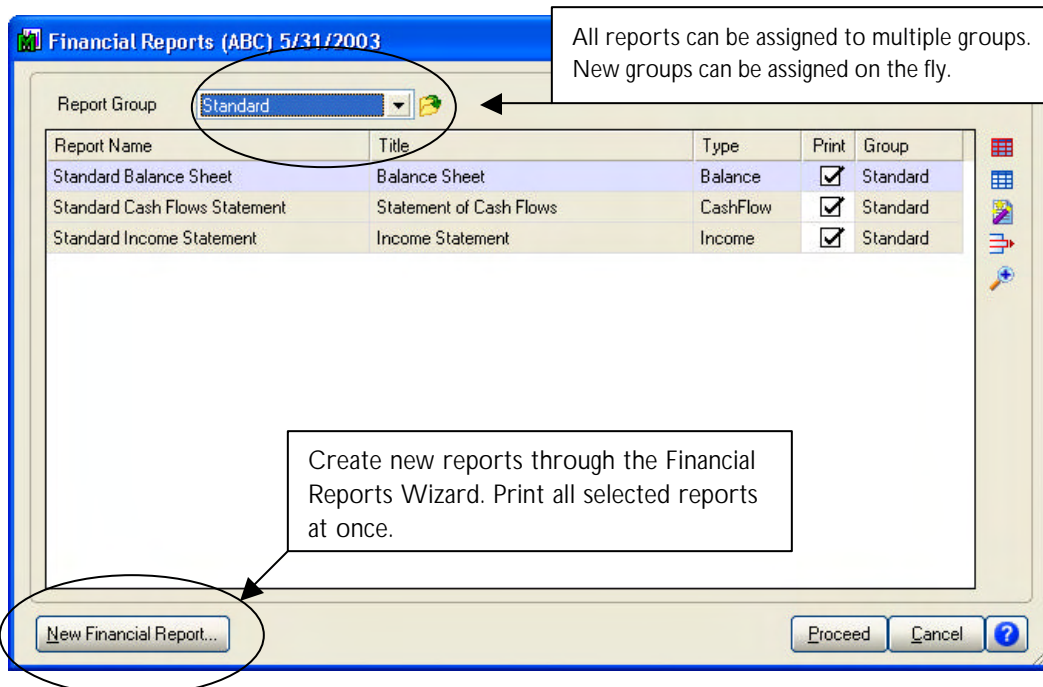 Financial Reports (ABC) 5/31/2003
All reports can be assigned to multiple groups.
New groups can be assigned on the fly.
Report Group Standard
Report Name Title Type Print Group
Standard Balance Sheet Balance Sheet Balance Standard
Standard Cash Flows Statement Statement of Cash Flows CashFlow Standard
Standard Income Statement Income Statement Income Standard
Create new reports through the Financial
Reports Wizard. Print all selected reports
at once.
New Financial Report... Proceed Cancel ?